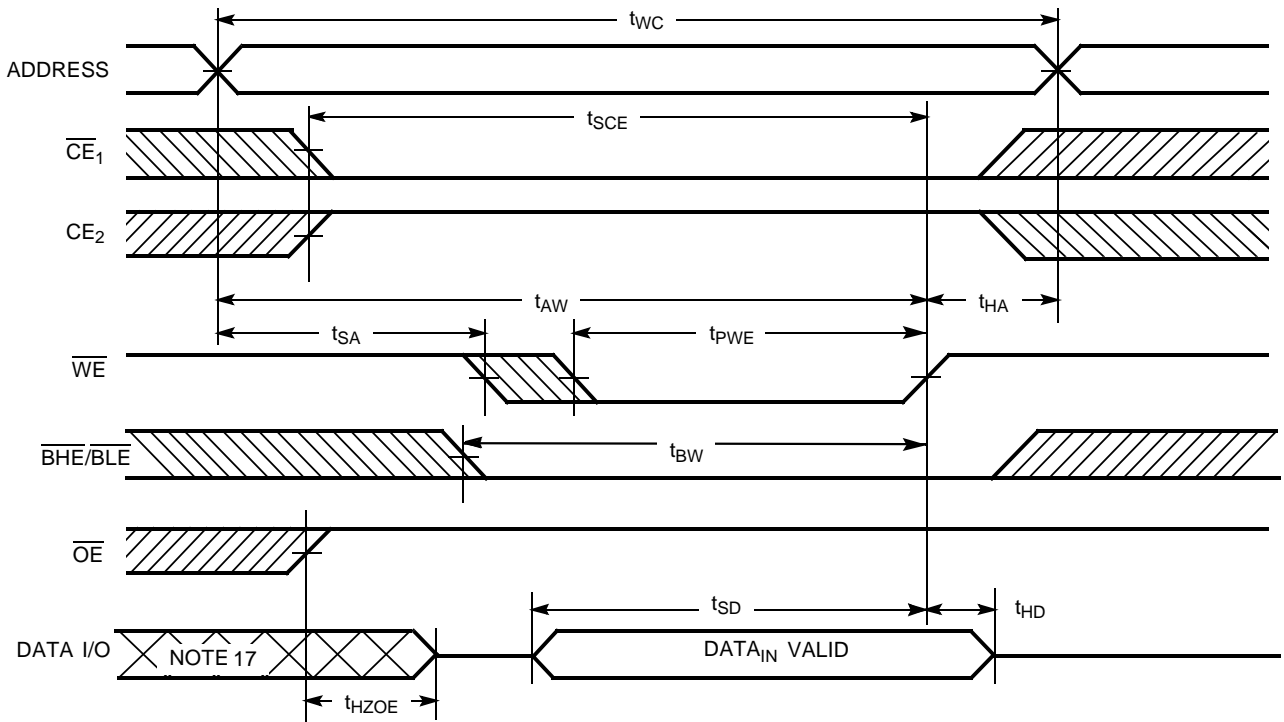 tWC
ADDRESS
tSCE
CE1
CE2
tAW
tHA
tSA
tPWE
WE
BHE/BLE
tBW
OE
tSD
tHD
DATA I/O
NOTE 17
DATAIN VALID
tHZOE